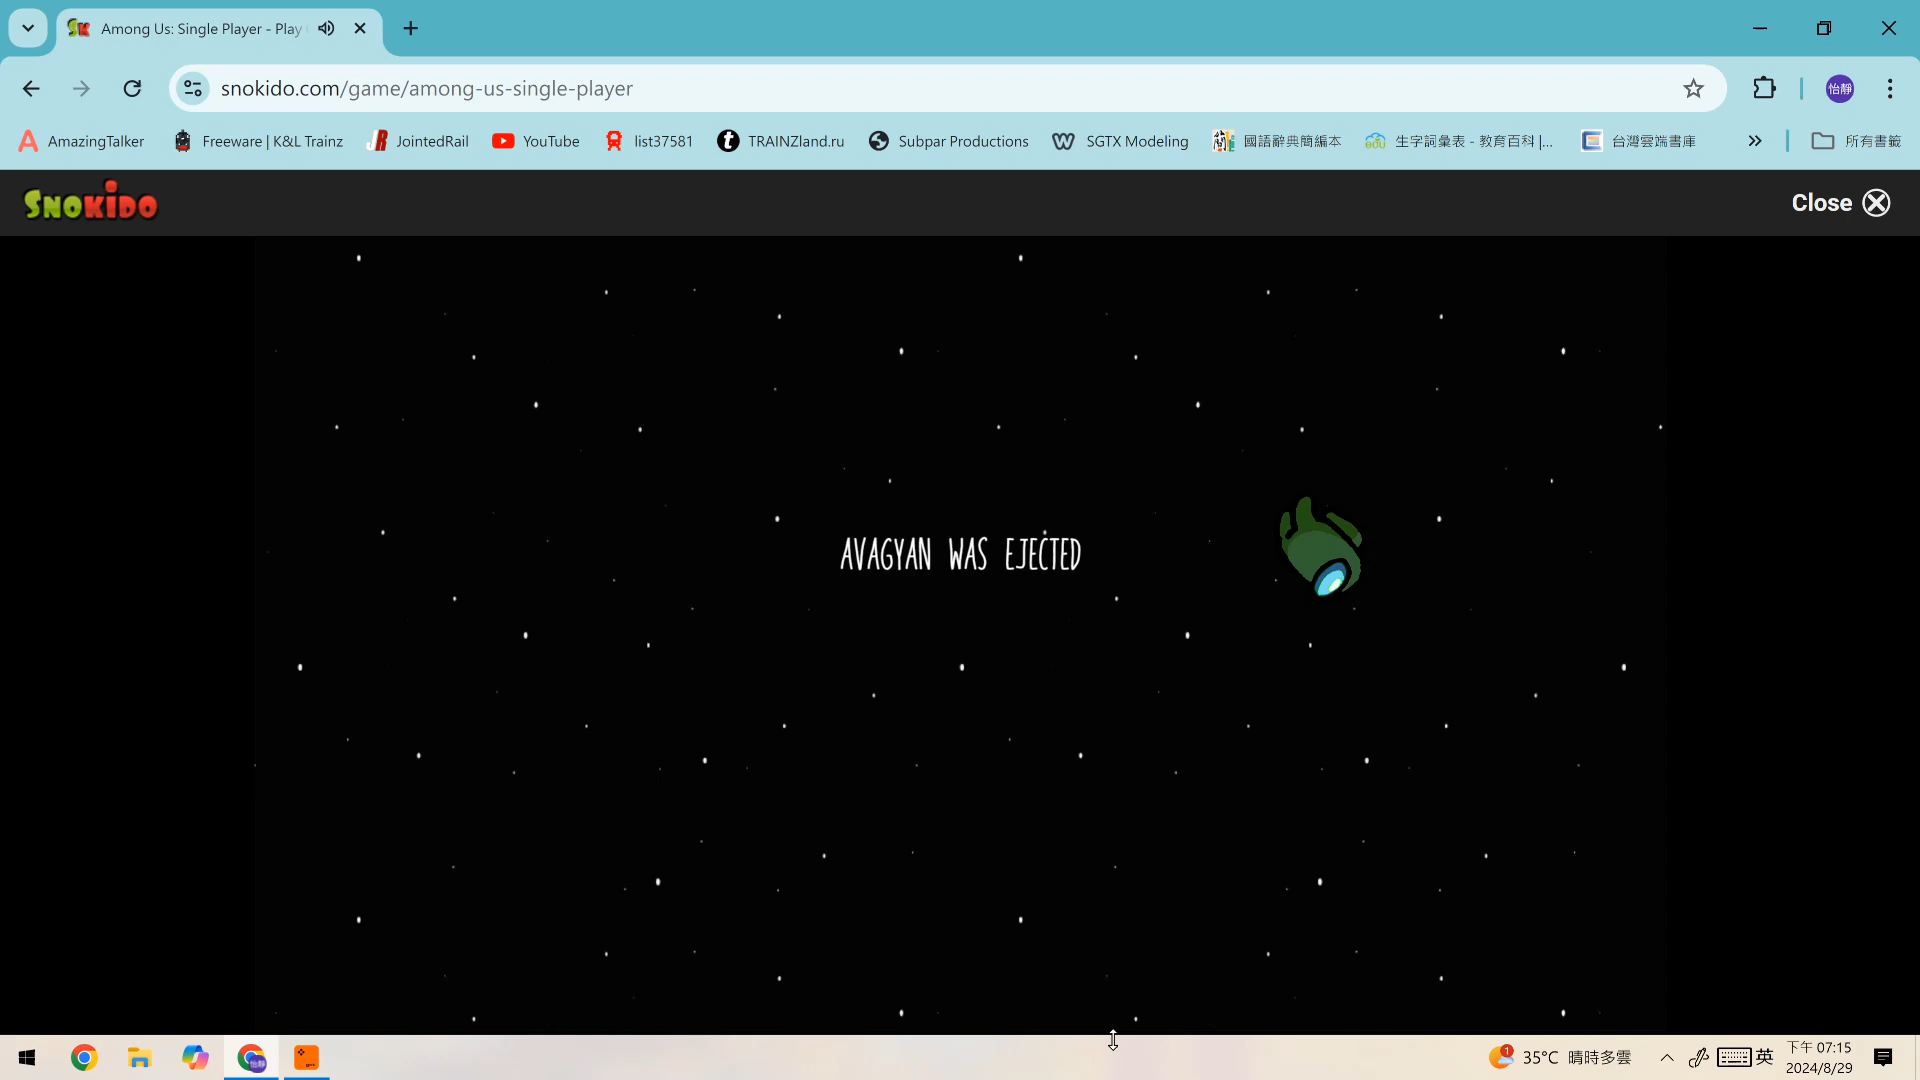 Among Us: Single Player - Play
snokido.com/game/among-us-single-player
怡靜
AmazingTalker
Freeware | K&L Trainz
JointedRail
YouTube
list37581
TRAINZland.ru
Subpar Productions
SGTX Modeling
國語辭典簡編本
生字詞彙表 - 教育百科 |...
台灣雲端書庫
所有書籤
SNOKIDO
Close
AVAGYAN WAS EJECTED
1
35°C 晴時多雲
英
下午 07:15
2024/8/29